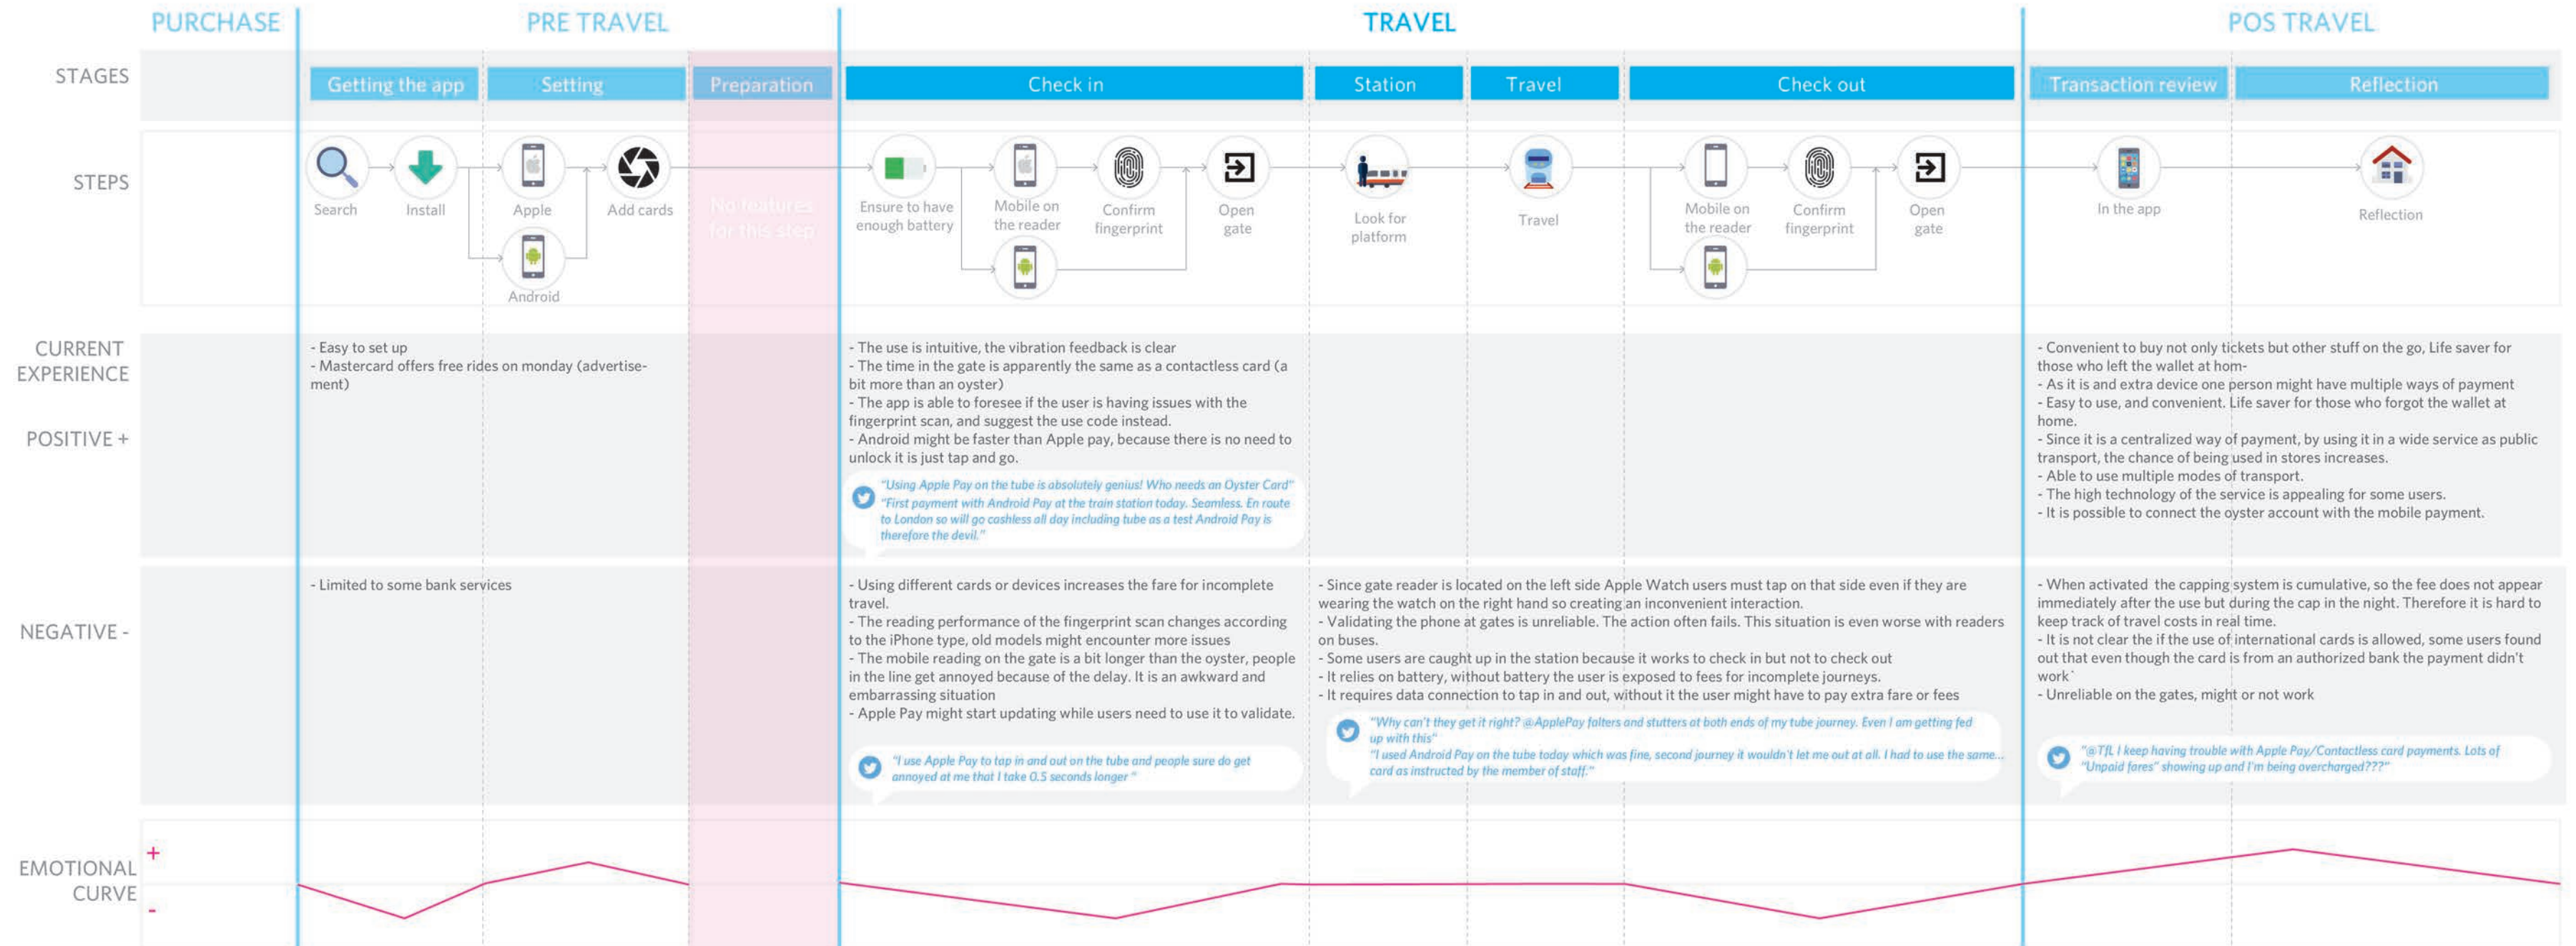 PURCHASE
PRE TRAVEL
TRAVEL
POS TRAVEL
STAGES
Getting the app
Setting
Preparation
Check in
Station
Travel
Check out
Transaction review
Reflection
STEPS
Search
Install
Apple
Android
Add cards
No features
for this step
Ensure to have
enough battery
Mobile on
the reader
Confirm
fingerprint
Open
gate
Look for
platform
Travel
Mobile on
the reader
Confirm
fingerprint
Open
gate
In the app
Reflection
CURRENT
EXPERIENCE
POSITIVE +
- Easy to set up
- Mastercard offers free rides on monday (advertise-
ment)
- The use is intuitive, the vibration feedback is clear
- The time in the gate is apparently the same as a contactless card (a
bit more than an oyster)
- The app is able to foresee if the user is having issues with the
fingerprint scan, and suggest the use code instead.
- Android might be faster than Apple pay, because there is no need to
unlock it is just tap and go.
"Using Apple Pay on the tube is absolutely genius! Who needs an Oyster Card"
"First payment with Android Pay at the train station today. Seamless. En route
to London so will go cashless all day including tube as a test Android Pay is
therefore the devil."
- Convenient to buy not only tickets but other stuff on the go, Life saver for
those who left the wallet at hom-
- As it is and extra device one person might have multiple ways of payment
- Easy to use, and convenient. Life saver for those who forgot the wallet at
home.
- Since it is a centralized way of payment, by using it in a wide service as public
transport, the chance of being used in stores increases.
- Able to use multiple modes of transport.
- The high technology of the service is appealing for some users.
- It is possible to connect the oyster account with the mobile payment.
NEGATIVE -
- Limited to some bank services
- Using different cards or devices increases the fare for incomplete
travel.
- The reading performance of the fingerprint scan changes according
to the iPhone type, old models might encounter more issues
- The mobile reading on the gate is a bit longer than the oyster, people
in the line get annoyed because of the delay. It is an awkward and
embarrassing situation
- Apple Pay might start updating while users need to use it to validate.
"I use Apple Pay to tap in and out on the tube and people sure do get
annoyed at me that I take 0.5 seconds longer "
- Since gate reader is located on the left side Apple Watch users must tap on that side even if they are
wearing the watch on the right hand so creating an inconvenient interaction.
- Validating the phone at gates is unreliable. The action often fails. This situation is even worse with readers
on buses.
- Some users are caught up in the station because it works to check in but not to check out
- It relies on battery, without battery the user is exposed to fees for incomplete journeys.
- It requires data connection to tap in and out, without it the user might have to pay extra fare or fees
"Why can't they get it right? @ApplePay falters and stutters at both ends of my tube journey. Even I am getting fed
up with this"
"I used Android Pay on the tube today which was fine, second journey it wouldn't let me out at all. I had to use the same...
card as instructed by the member of staff."
- When activated the capping system is cumulative, so the fee does not appear
immediately after the use but during the cap in the night. Therefore it is hard to
keep track of travel costs in real time.
- It is not clear the if the use of international cards is allowed, some users found
out that even though the card is from an authorized bank the payment didn't
work`
- Unreliable on the gates, might or not work
"@TfL I keep having trouble with Apple Pay/Contactless card payments. Lots of
"Unpaid fares" showing up and I'm being overcharged???"
EMOTIONAL
CURVE
+
-